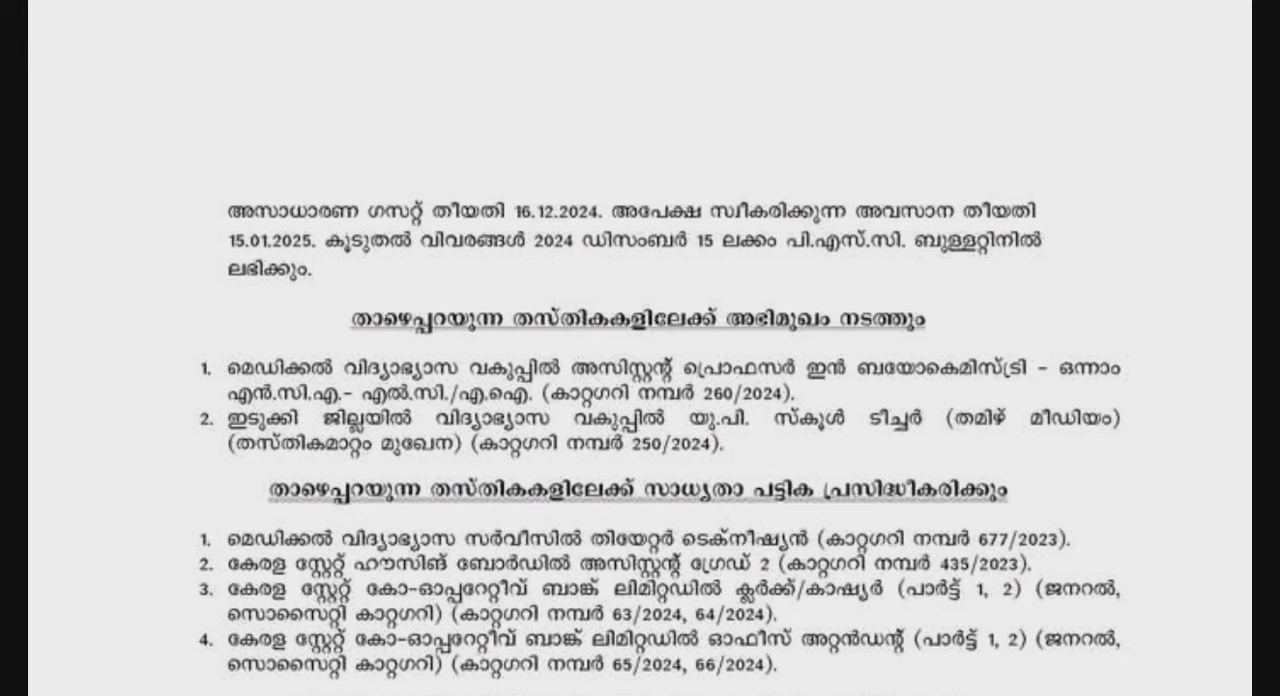 അസാധാരണ ഗസറ്റ് തീയതി 16.12.2024. അപേക്ഷ സ്വീകരിക്കുന്ന അവസാന തീയതി
15.01.2025. കൂടുതൽ വിവരങ്ങൾ 2024 ഡിസംബർ 15 ലക്കം പി.എസ്.സി. ബുള്ളറ്റിനിൽ
ലഭിക്കും.
താഴെപ്പറയുന്ന തസ്തികകളിലേക്ക് അഭിമുഖം നടത്തും
1. മെഡിക്കൽ വിദ്യാഭ്യാസ വകുപ്പിൽ അസിസ്റ്റന്റ് പ്രൊഫസർ ഇൻ ബയോകെമിസ്ട്രി - ഒന്നാം
എൻ.സി.എ.- എൽ.സി./എ.ഐ. (കാറ്റഗറി നമ്പർ 260/2024).
2. ഇടുക്കി ജില്ലയിൽ വിദ്യാഭ്യാസ വകുപ്പിൽ യു.പി. സ്കൂൾ ടീച്ചർ (തമിഴ് മീഡിയം)
(തസ്തികമാറ്റം മുഖേന) (കാറ്റഗറി നമ്പർ 250/2024).
താഴെപ്പറയുന്ന തസ്തികകളിലേക്ക് സാധ്യതാ പട്ടിക പ്രസിദ്ധീകരിക്കും
1. മെഡിക്കൽ വിദ്യാഭ്യാസ സർവീസിൽ തിയേറ്റർ ടെക്നീഷ്യൻ (കാറ്റഗറി നമ്പർ 677/2023).
2. കേരള സ്റ്റേറ്റ് ഹൗസിങ് ബോർഡിൽ അസിസ്റ്റന്റ് ഗ്രേഡ് 2 (കാറ്റഗറി നമ്പർ 435/2023).
3. കേരള സ്റ്റേറ്റ് കോ-ഓപ്പറേറ്റീവ് ബാങ്ക് ലിമിറ്റഡിൽ ക്ലർക്ക്/കാഷ്യർ (പാർട്ട് 1, 2) (ജനറൽ,
സൊസൈറ്റി കാറ്റഗറി) (കാറ്റഗറി നമ്പർ 63/2024, 64/2024).
4. കേരള സ്റ്റേറ്റ് കോ-ഓപ്പറേറ്റീവ് ബാങ്ക് ലിമിറ്റഡിൽ ഓഫീസ് അറ്റൻഡന്റ് (പാർട്ട് 1, 2) (ജനറൽ,
സൊസൈറ്റി കാറ്റഗറി) (കാറ്റഗറി നമ്പർ 65/2024, 66/2024).